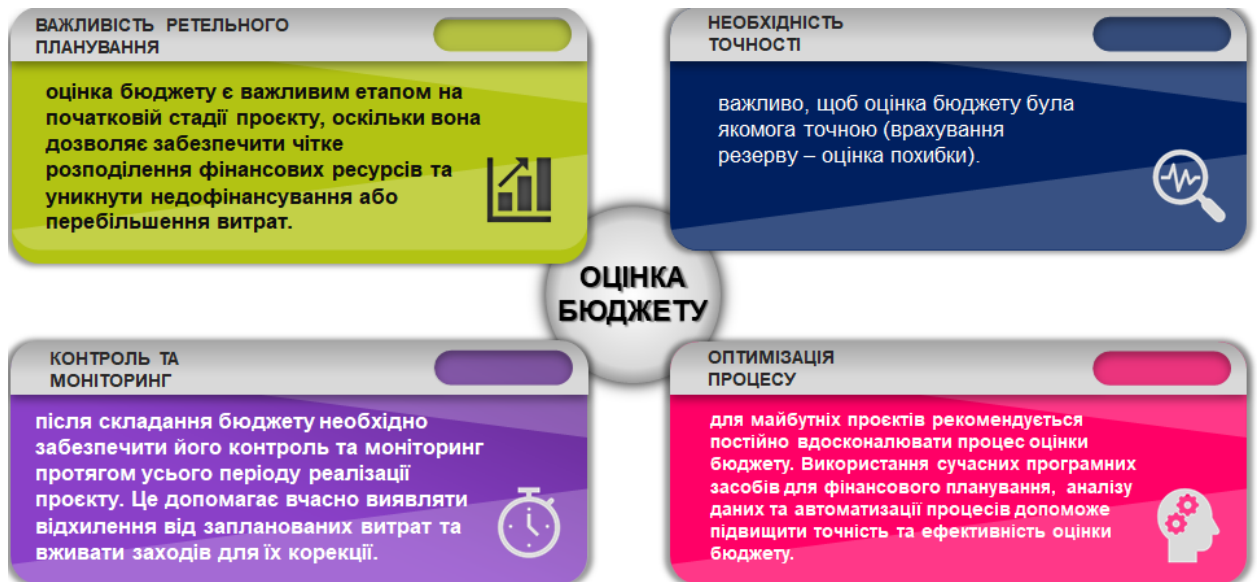 ВАЖЛИВІСТЬ РЕТЕЛЬНОГО
ПЛАНУВАННЯ
оцінка бюджету є важливим етапом на
початковій стадії проєкту, оскільки вона
дозволяє забезпечити чітке
розподілення фінансових ресурсів та
уникнути недофінансування або
перебільшення витрат.
НЕОБХІДНІСТЬ
ТОЧНОСТІ
важливо, щоб оцінка бюджету була
якомога точною (врахування
резерву – оцінка похибки).
ОЦІНКА
БЮДЖЕТУ
КОНТРОЛЬ ТА
МОНІТОРИНГ
після складання бюджету необхідно
забезпечити його контроль та моніторинг
протягом усього періоду реалізації
проєкту. Це допомагає вчасно виявляти
відхилення від запланованих витрат та
вживати заходів для їх корекції.
ОПТИМІЗАЦІЯ
ПРОЦЕСУ
для майбутніх проєктів рекомендується
постійно вдосконалювати процес оцінки
бюджету. Використання сучасних програмних
засобів для фінансового планування, аналізу
даних та автоматизації процесів допоможе
підвищити точність та ефективність оцінки
бюджету.